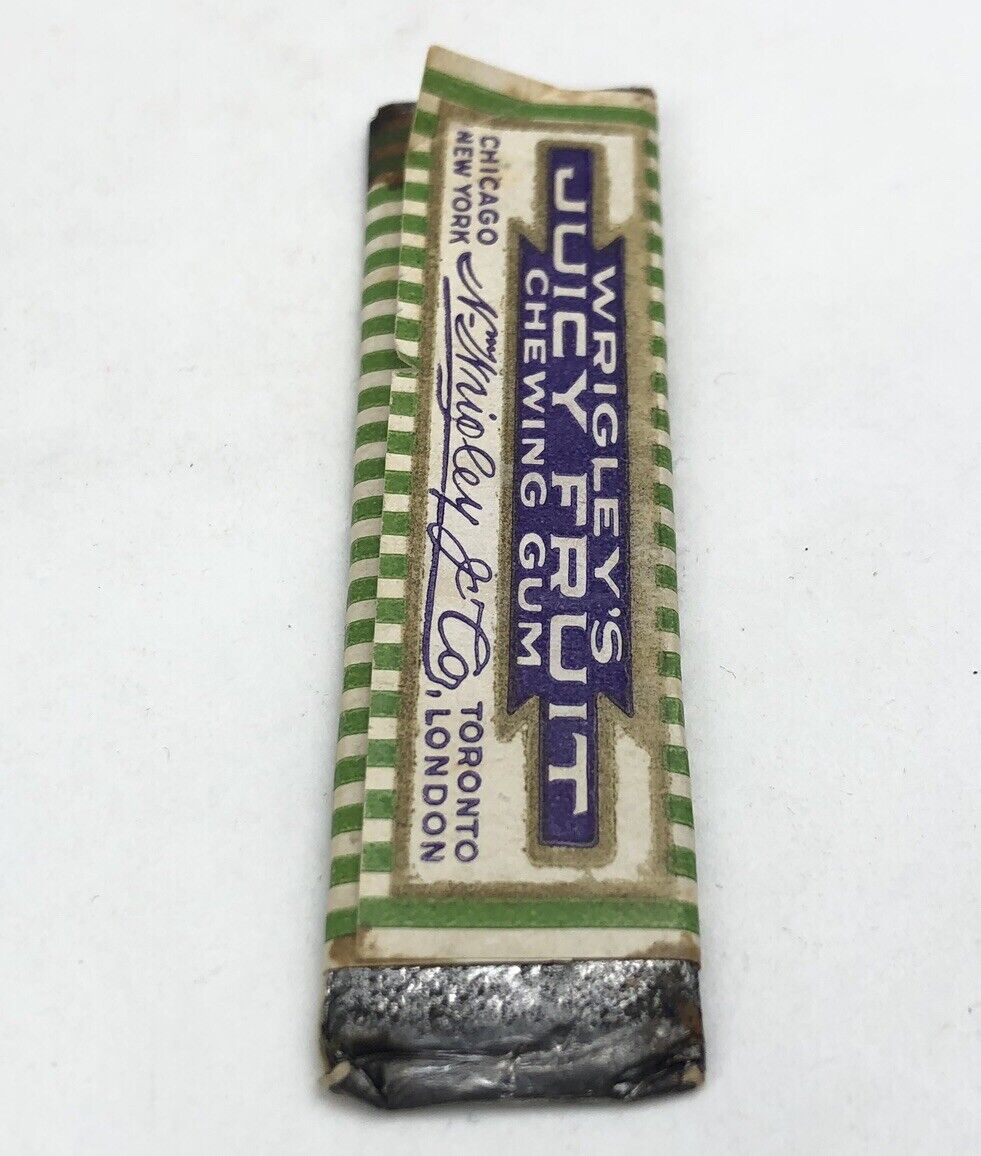 WRIGLEY'S
JUICY FRUIT
CHEWING GUM
CHICAGO
NEW YORK
Wm Wrigley Jr Co,
TORONTO
LONDON